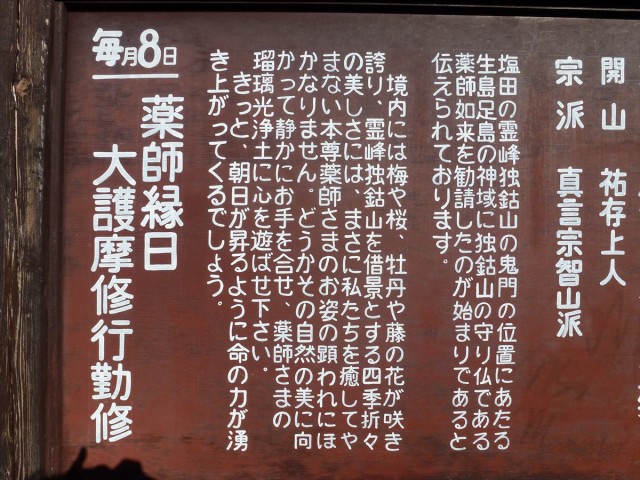 開山　祐存上人
宗派　真言宗智山派
塩田の霊峰独鈷山の鬼門の位置にあたる
生島足島の神域に独鈷山の守り仏である
薬師如来を勧請したのが始まりであると
伝えられております。
境内には梅や桜、牡丹や藤の花が咲き
誇り、霊峰独鈷山を借景とする四季折々
の美しさには、まさに私たちを癒してや
まない本尊薬師さまのお姿の顕われにほ
かなりません。どうかその自然の美に向
かって静かにお手を合せ、薬師さまの
瑠璃光浄土に心を遊ばせ下さい。
きっと、朝日が昇るように命の力が湧
き上がってくるでしょう。
毎月8日
薬師縁日
大護摩修行勤修